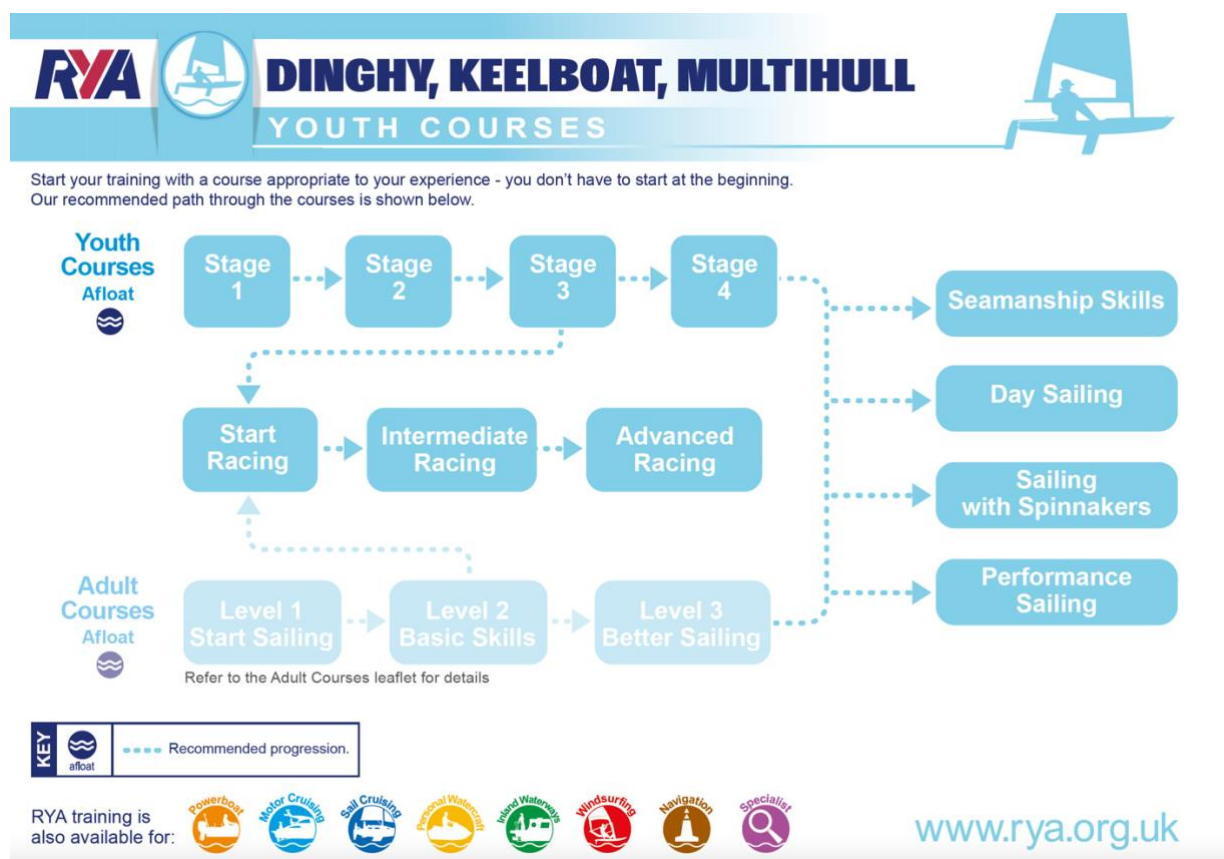 RYA
DINGHY, KEELBOAT, MULTIHULL
YOUTH COURSES
Start your training with a course appropriate to your experience - you don't have to start at the beginning.
Our recommended path through the courses is shown below.
Youth
Courses
Afloat
Stage
1
Stage
2
Stage
3
Stage
4
Seamanship Skills
Day Sailing
Sailing
with Spinnakers
Performance
Sailing
Start
Racing
Intermediate
Racing
Advanced
Racing
Adult
Courses
Afloat
Level 1
Start Sailing
Level 2
Basic Skills
Level 3
Better Sailing
Refer to the Adult Courses leaflet for details
KEY
afloat
Recommended progression.
RYA training is
also available for:
Powerboat
Motor Cruising
Sail Cruising
Personal Watercraft
Inland Waterways
Windsurfing
Navigation
Specialist
www.rya.org.uk